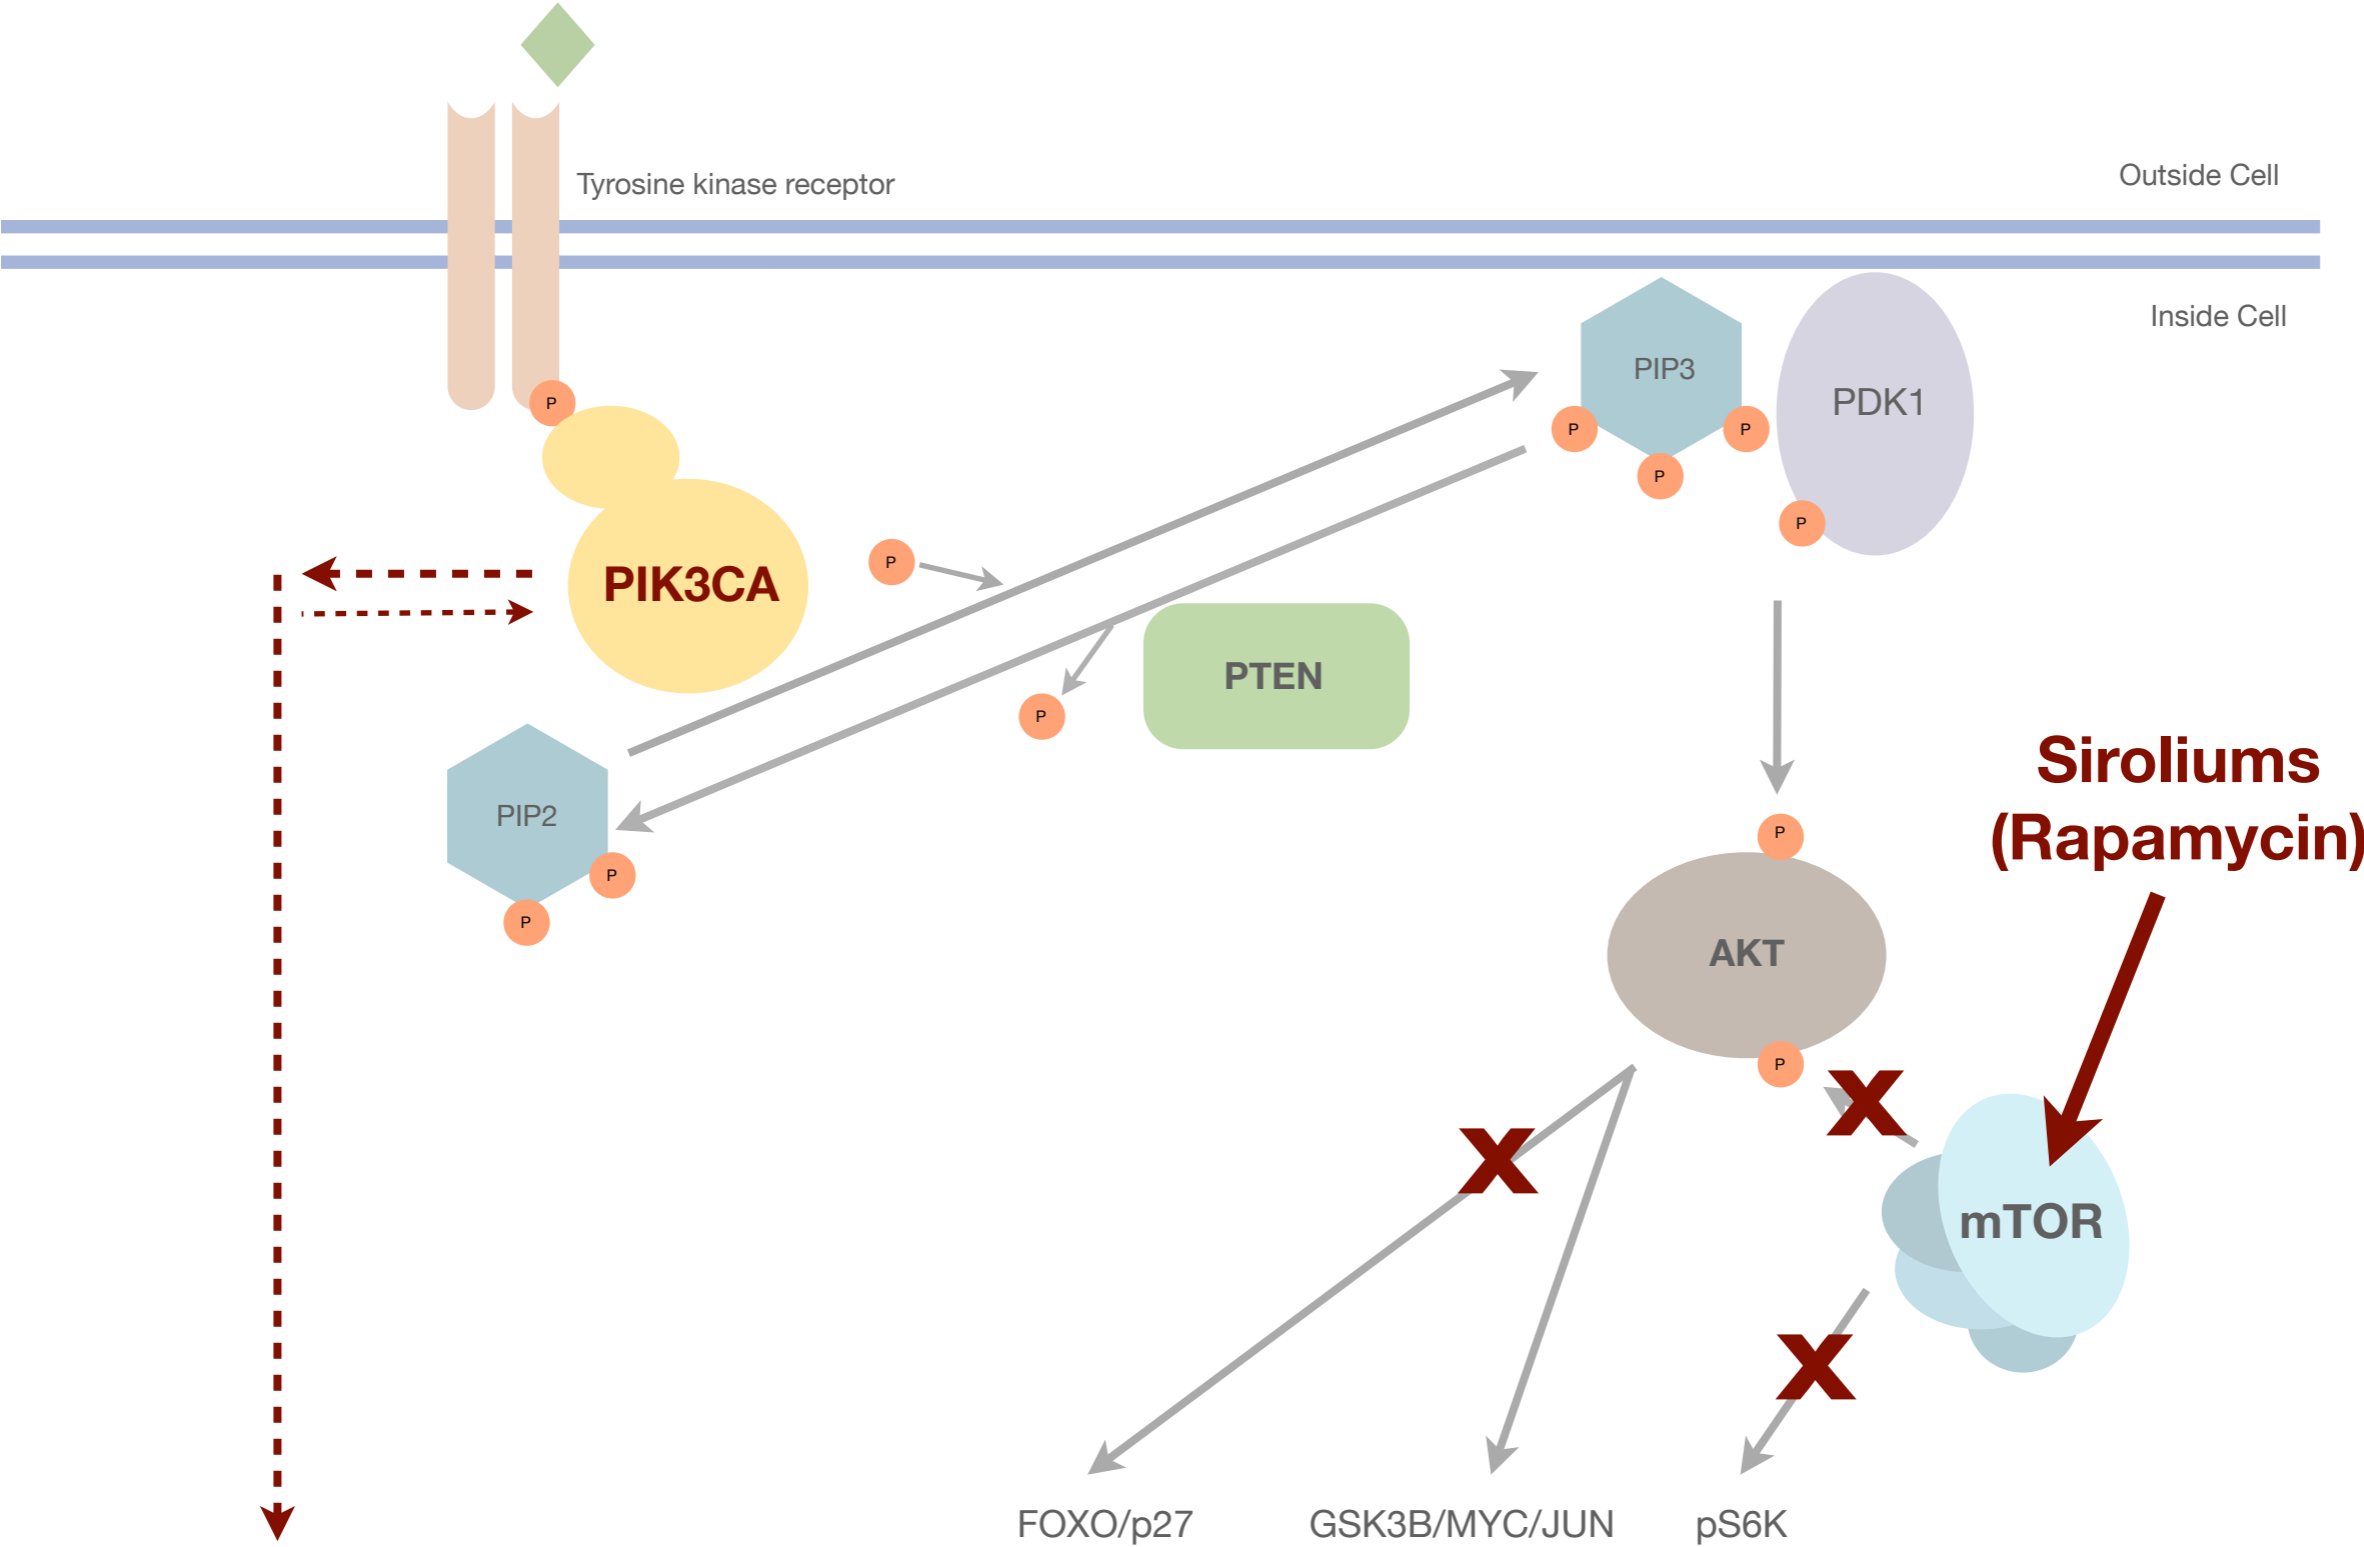 Tyrosine kinase receptor
Outside Cell
Inside Cell
PIP3
PDK1
P
P
P
P
P
PIK3CA
P
PTEN
P
Siroliums
(Rapamycin)
PIP2
P
P
P
AKT
P
X
X
mTOR
X
FOXO/p27
GSK3B/MYC/JUN
pS6K